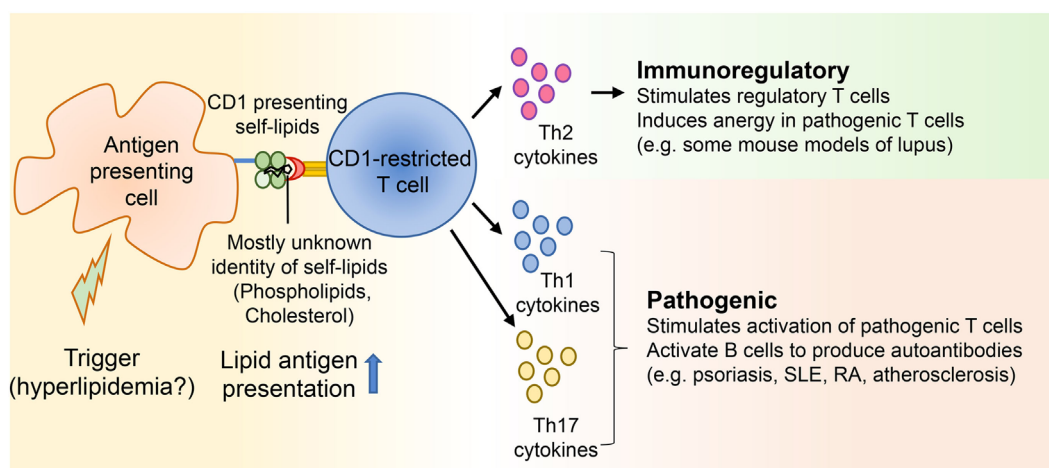 Antigen
presenting
cell
CD1 presenting
self-lipids
CD1-restricted
T cell
Mostly unknown
identity of self-lipids
(Phospholipids,
Cholesterol)
Trigger
(hyperlipidemia?)
Lipid antigen
presentation
Th2
cytokines
Immunoregulatory
Stimulates regulatory T cells
Induces anergy in pathogenic T cells
(e.g. some mouse models of lupus)
Th1
cytokines
Th17
cytokines
Pathogenic
Stimulates activation of pathogenic T cells
Activate B cells to produce autoantibodies
(e.g. psoriasis, SLE, RA, atherosclerosis)